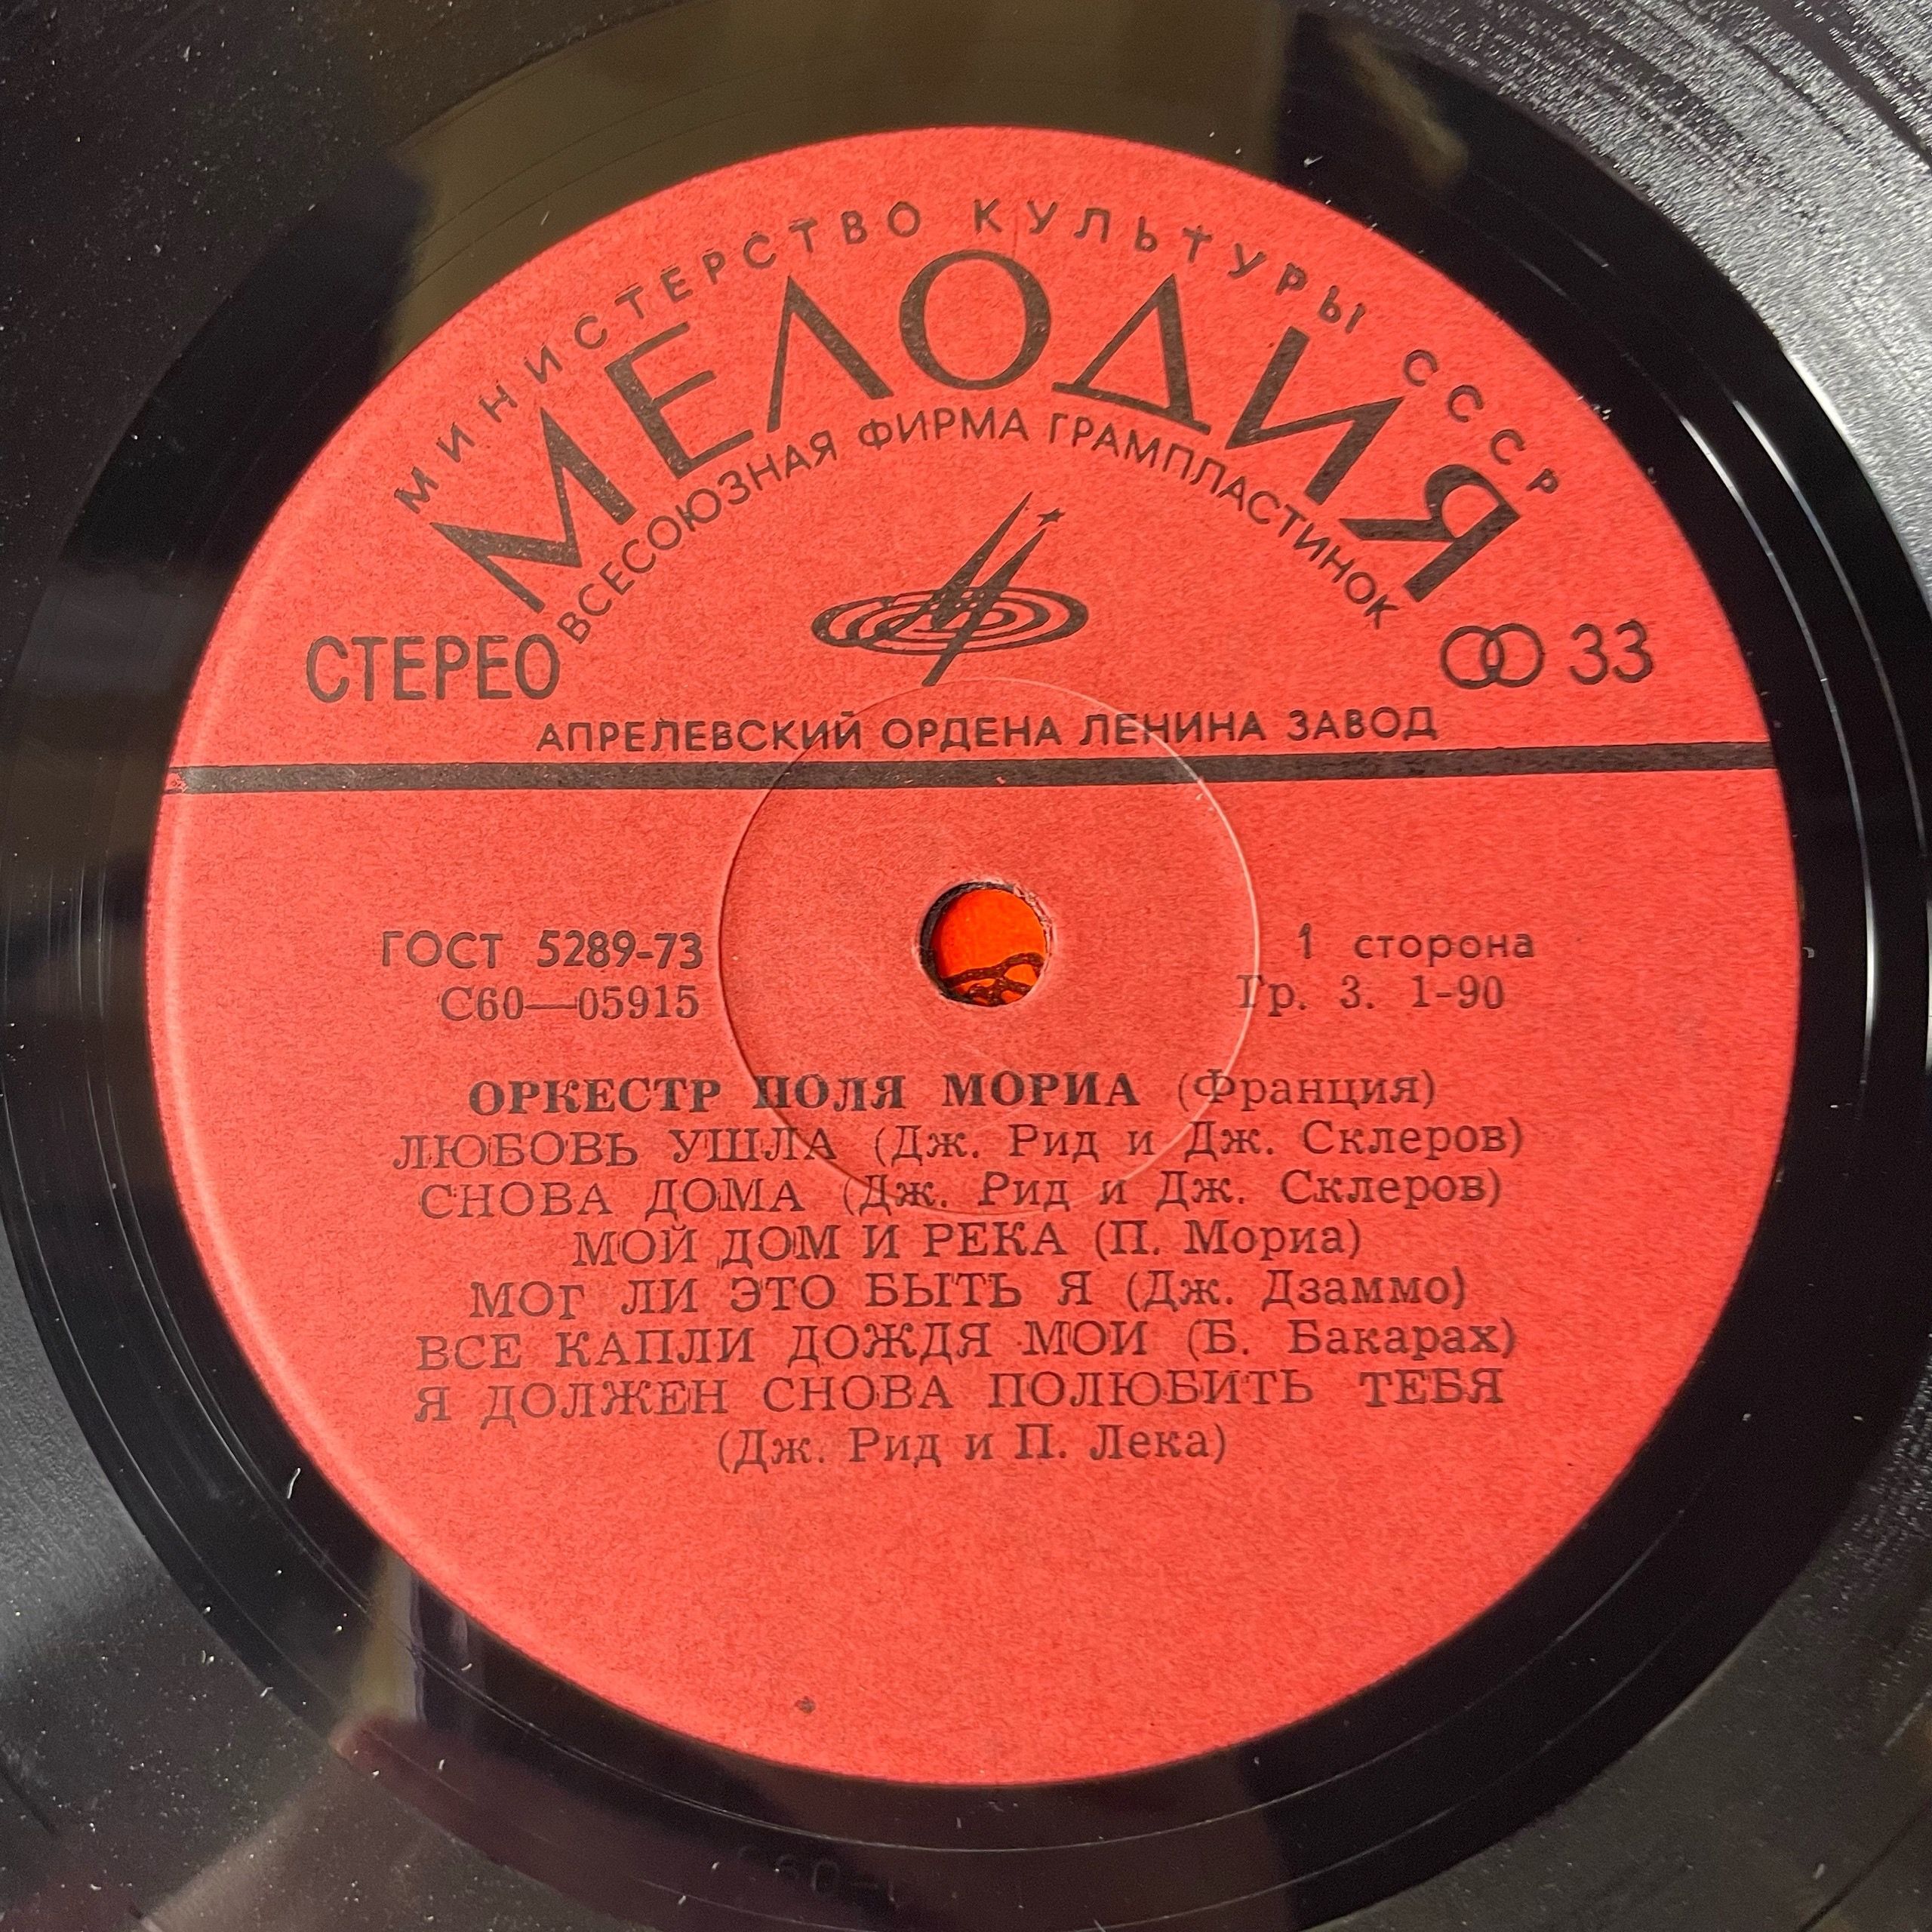 МИНИСТЕРСТВО КУЛЬТУРЫ СССР
МЕЛОДИЯ
ВСЕСОЮЗНАЯ ФИРМА ГРАМПЛАСТИНОК
СТЕРЕО
33
АПРЕЛЕВСКИЙ ОРДЕНА ЛЕНИНА ЗАВОД
ГОСТ 5289-73
1 сторона
С60—05915
Гр. 3. 1-90
ОРКЕСТР ПОЛЯ МОРИА (Франция)
ЛЮБОВЬ УШЛА (Дж. Рид и Дж. Склеров)
СНОВА ДОМА (Дж. Рид и Дж. Склеров)
МОЙ ДОМ И РЕКА (П. Мориа)
МОГ ЛИ ЭТО БЫТЬ Я (Дж. Дзаммо)
ВСЕ КАПЛИ ДОЖДЯ МОИ (Б. Бакарах)
Я ДОЛЖЕН СНОВА ПОЛЮБИТЬ ТЕБЯ
(Дж. Рид и П. Лека)